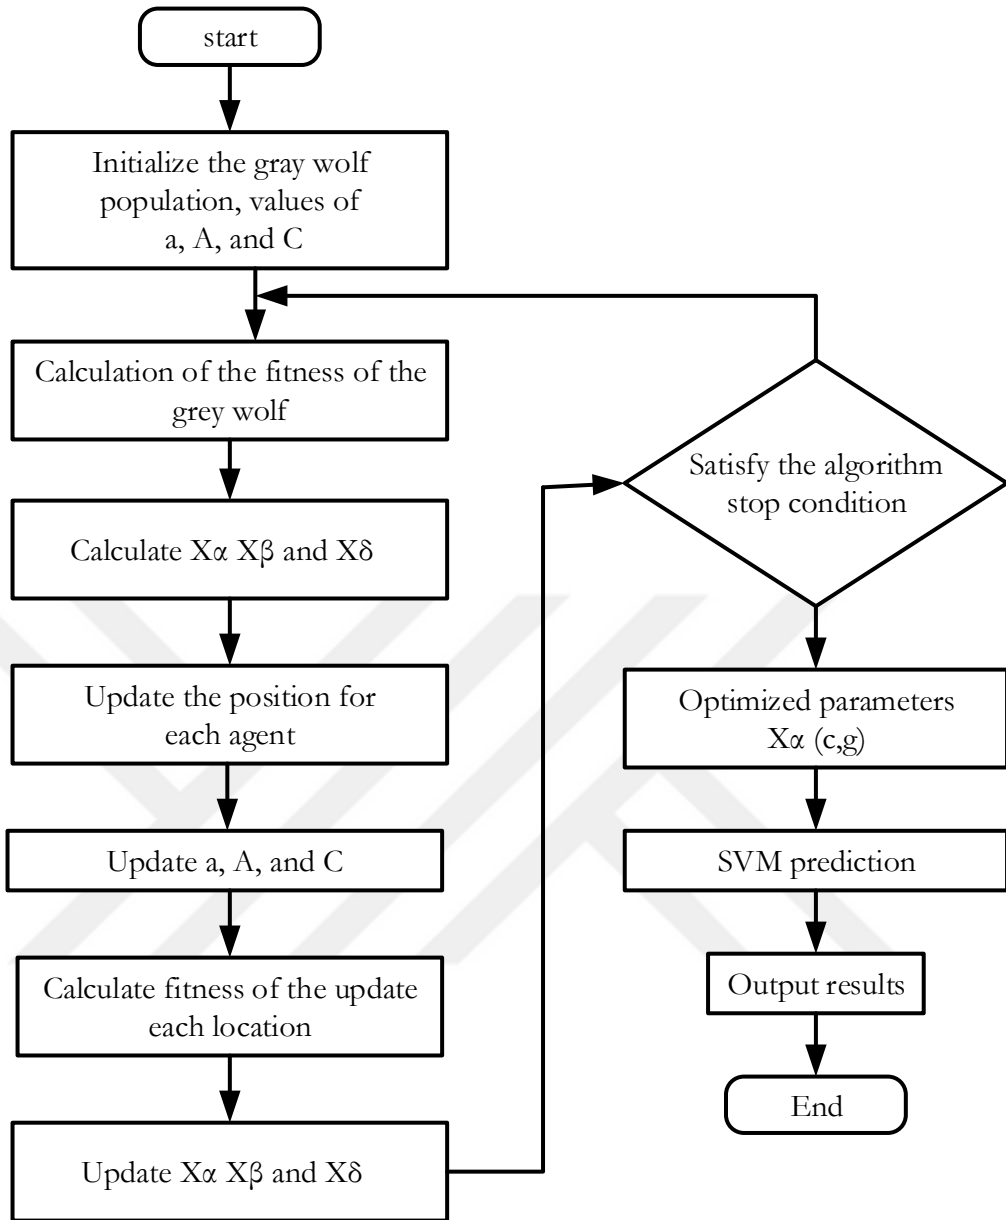 start
Initialize the gray wolf
population, values of
a, A, and C
Calculation of the fitness of the
grey wolf
Calculate Xα Xβ and Xδ
Update the position for
each agent
Update a, A, and C
Calculate fitness of the update
each location
Update Xα Xβ and Xδ
Satisfy the algorithm
stop condition
Optimized parameters
Xα (c,g)
SVM prediction
Output results
End